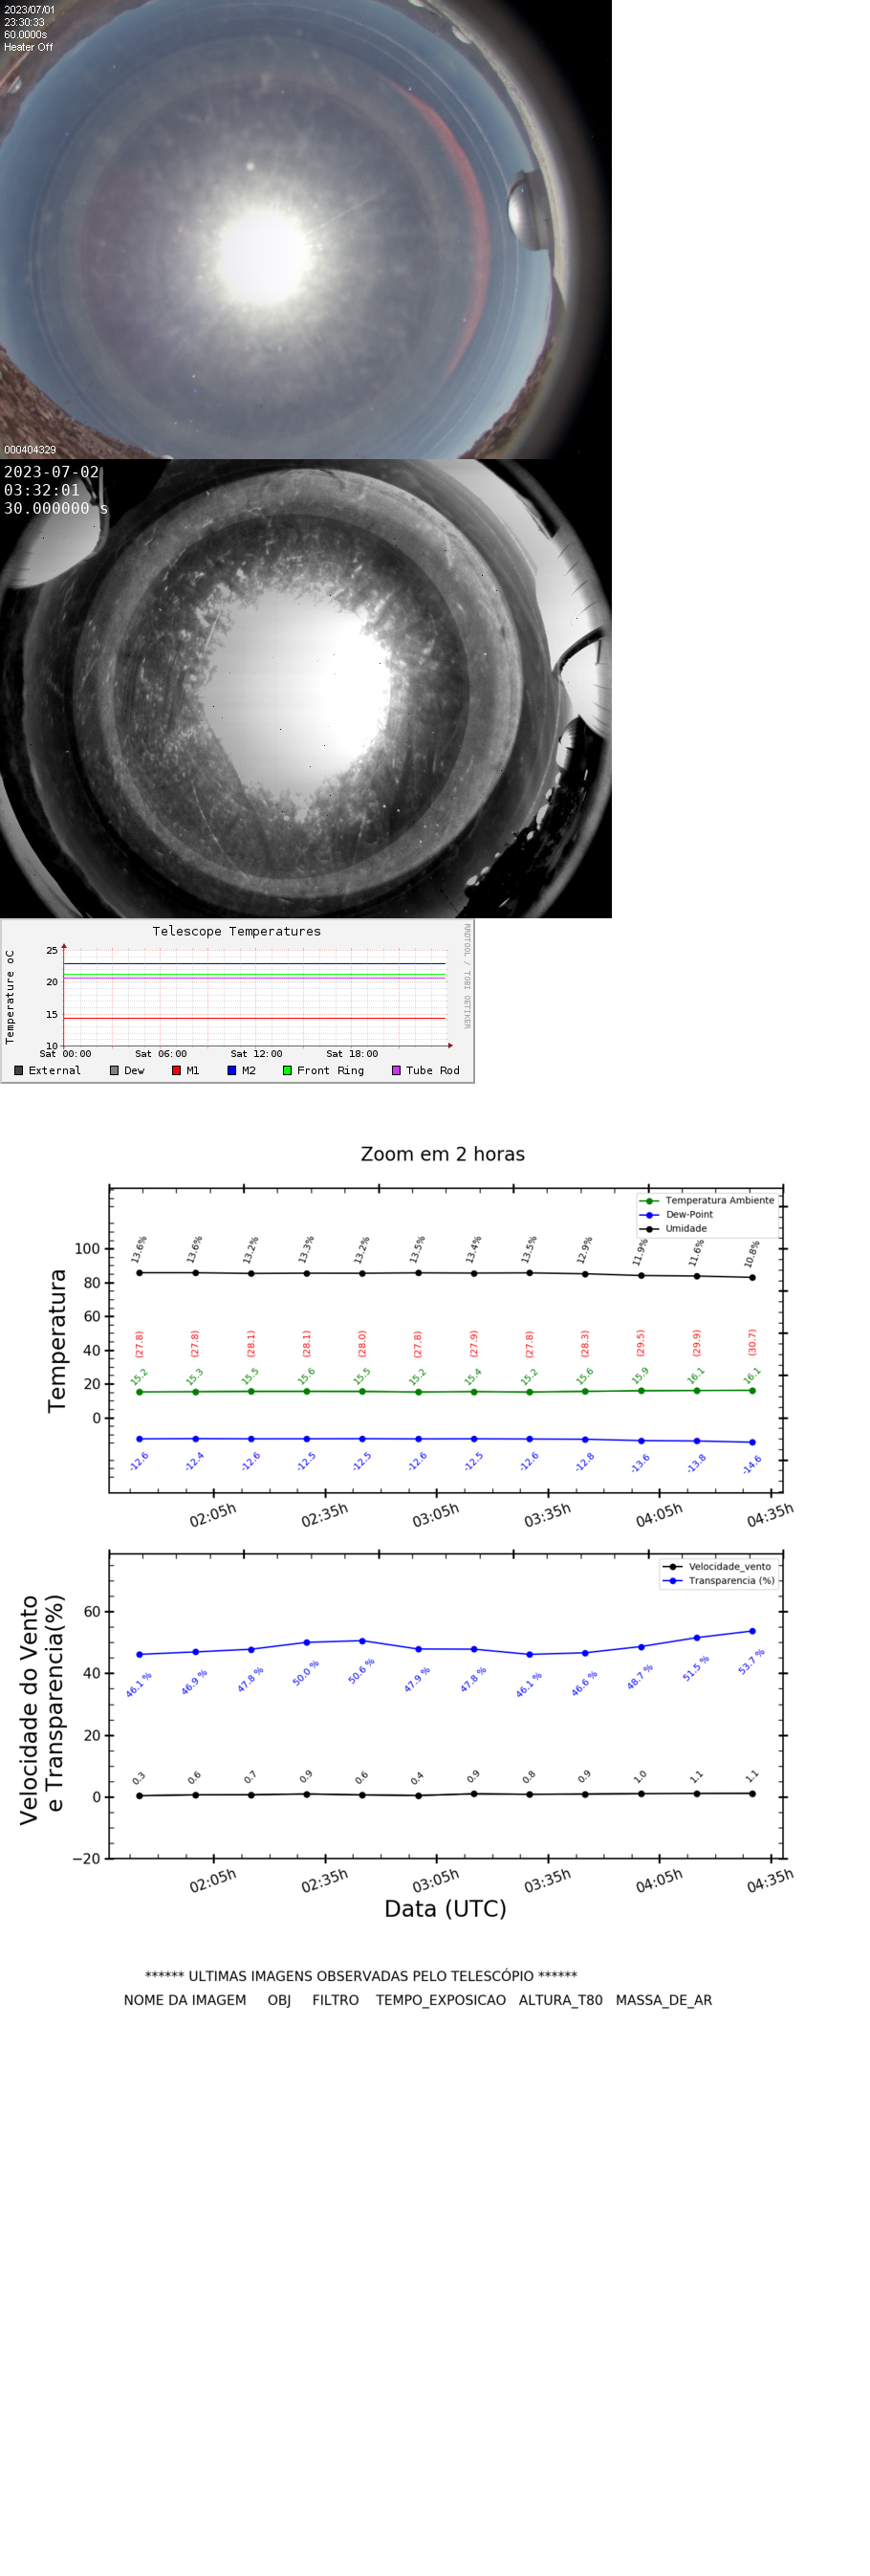 2023/07/01
23:30:33
60.0000s
Heater Off
000404329
2023-07-02
03:32:01
30.000000 s
Telescope Temperatures
RRDTOOL / TOBI OETIKER
Temperature oC
25
20
15
10
Sat 00:00 Sat 06:00 Sat 12:00 Sat 18:00
External Dew M1 M2 Front Ring Tube Rod
Zoom em 2 horas
Temperatura Ambiente
Dew-Point
Umidade
Temperatura
100
80
60
40
20
0
13.6% 13.6% 13.2% 13.3% 13.2% 13.5% 13.4% 13.5% 12.9% 11.9% 11.6% 10.8%
(27.8) (27.8) (28.1) (28.1) (28.0) (27.8) (27.9) (27.8) (28.3) (29.5) (29.9) (30.7)
15.2 15.3 15.5 15.6 15.5 15.2 15.4 15.2 15.6 15.9 16.1 16.1
-12.6 -12.4 -12.6 -12.5 -12.5 -12.6 -12.5 -12.6 -12.8 -13.6 -13.8 -14.6
02:05h 02:35h 03:05h 03:35h 04:05h 04:35h
Velocidade_vento
Transparencia (%)
Velocidade do Vento
e Transparencia(%)
60
40
20
0
−20
46.1 % 46.9 % 47.8 % 50.0 % 50.6 % 47.9 % 47.8 % 46.1 % 46.6 % 48.7 % 51.5 % 53.7 %
0.3 0.6 0.7 0.9 0.6 0.4 0.9 0.8 0.9 1.0 1.1 1.1
02:05h 02:35h 03:05h 03:35h 04:05h 04:35h
Data (UTC)
****** ULTIMAS IMAGENS OBSERVADAS PELO TELESCÓPIO ******
NOME DA IMAGEM OBJ FILTRO TEMPO_EXPOSICAO ALTURA_T80 MASSA_DE_AR